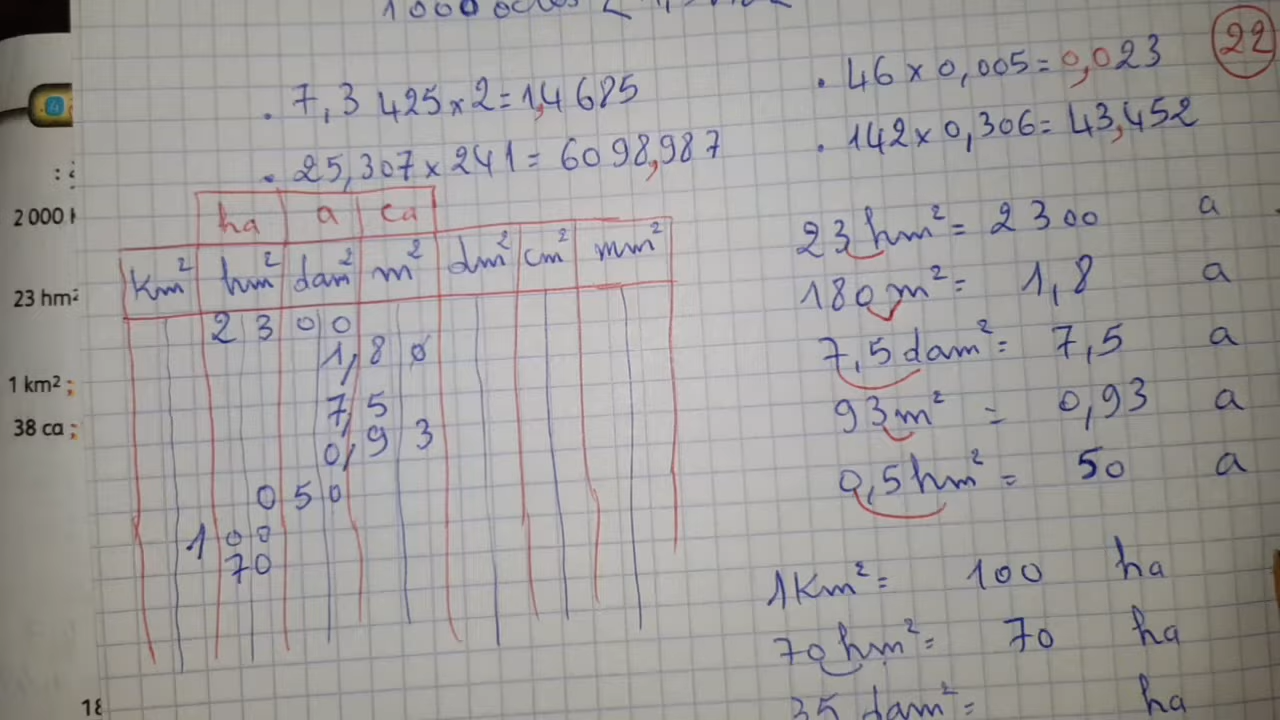 7,3 425 x 2 = 1,4 685
25,307 x 241 = 6098,987
46 x 0,005 = 0,023
142 x 0,306 = 43,452
22
ha a ca
km² hm² dam² m² dm² cm² mm²
2 3 0 0
1, 8 0
7, 5
0, 9 3
0 5 0
1 0 0
7 0
23 hm² = 2300 a
180 m² = 1,8 a
7,5 dam² = 7,5 a
93 m² = 0,93 a
0,5 hm² = 50 a
1 Km² = 100 ha
70 hm² = 70 ha
35 dam² = ha
2 000
23 hm²
1 km² ;
38 ca ;
18